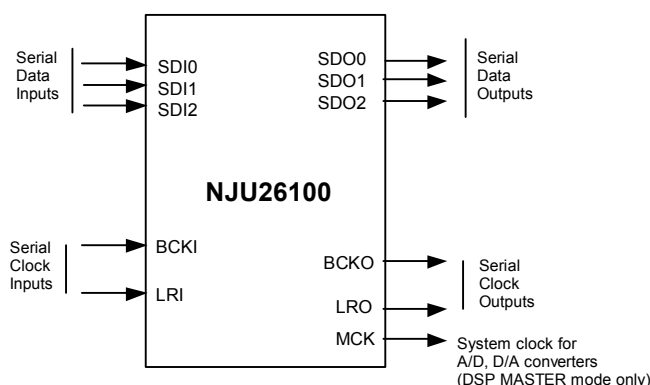 Serial
Data
Inputs
SDI0
SDI1
SDI2
SDO0
SDO1
SDO2
Serial
Data
Outputs
NJU26100
Serial
Clock
Inputs
BCKI
LRI
BCKO
LRO
MCK
Serial
Clock
Outputs
System clock for
A/D, D/A converters
(DSP MASTER mode only)